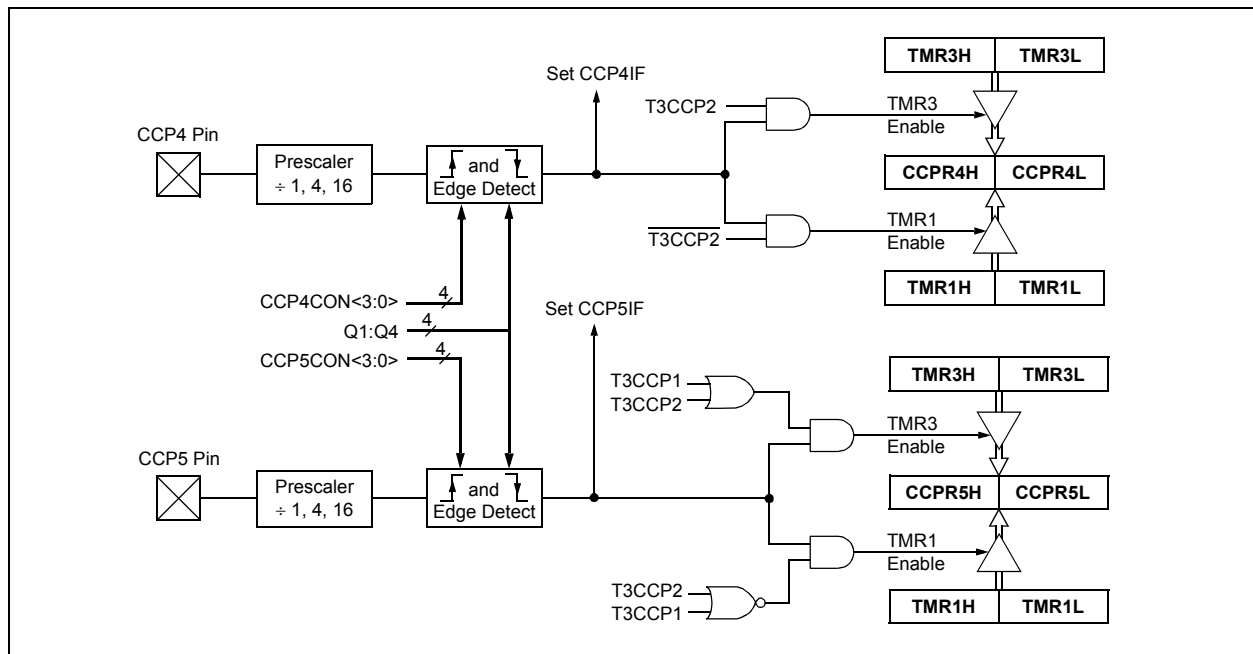 TMR3H TMR3L
Set CCP4IF
T3CCP2
TMR3
Enable
CCP4 Pin
Prescaler
÷ 1, 4, 16
and
Edge Detect
CCPR4H CCPR4L
T3CCP2
TMR1
Enable
TMR1H TMR1L
CCP4CON<3:0> 4
Q1:Q4 4
CCP5CON<3:0> 4
Set CCP5IF
TMR3H TMR3L
T3CCP1
T3CCP2
TMR3
Enable
CCP5 Pin
Prescaler
÷ 1, 4, 16
and
Edge Detect
CCPR5H CCPR5L
TMR1
Enable
T3CCP2
T3CCP1
TMR1H TMR1L